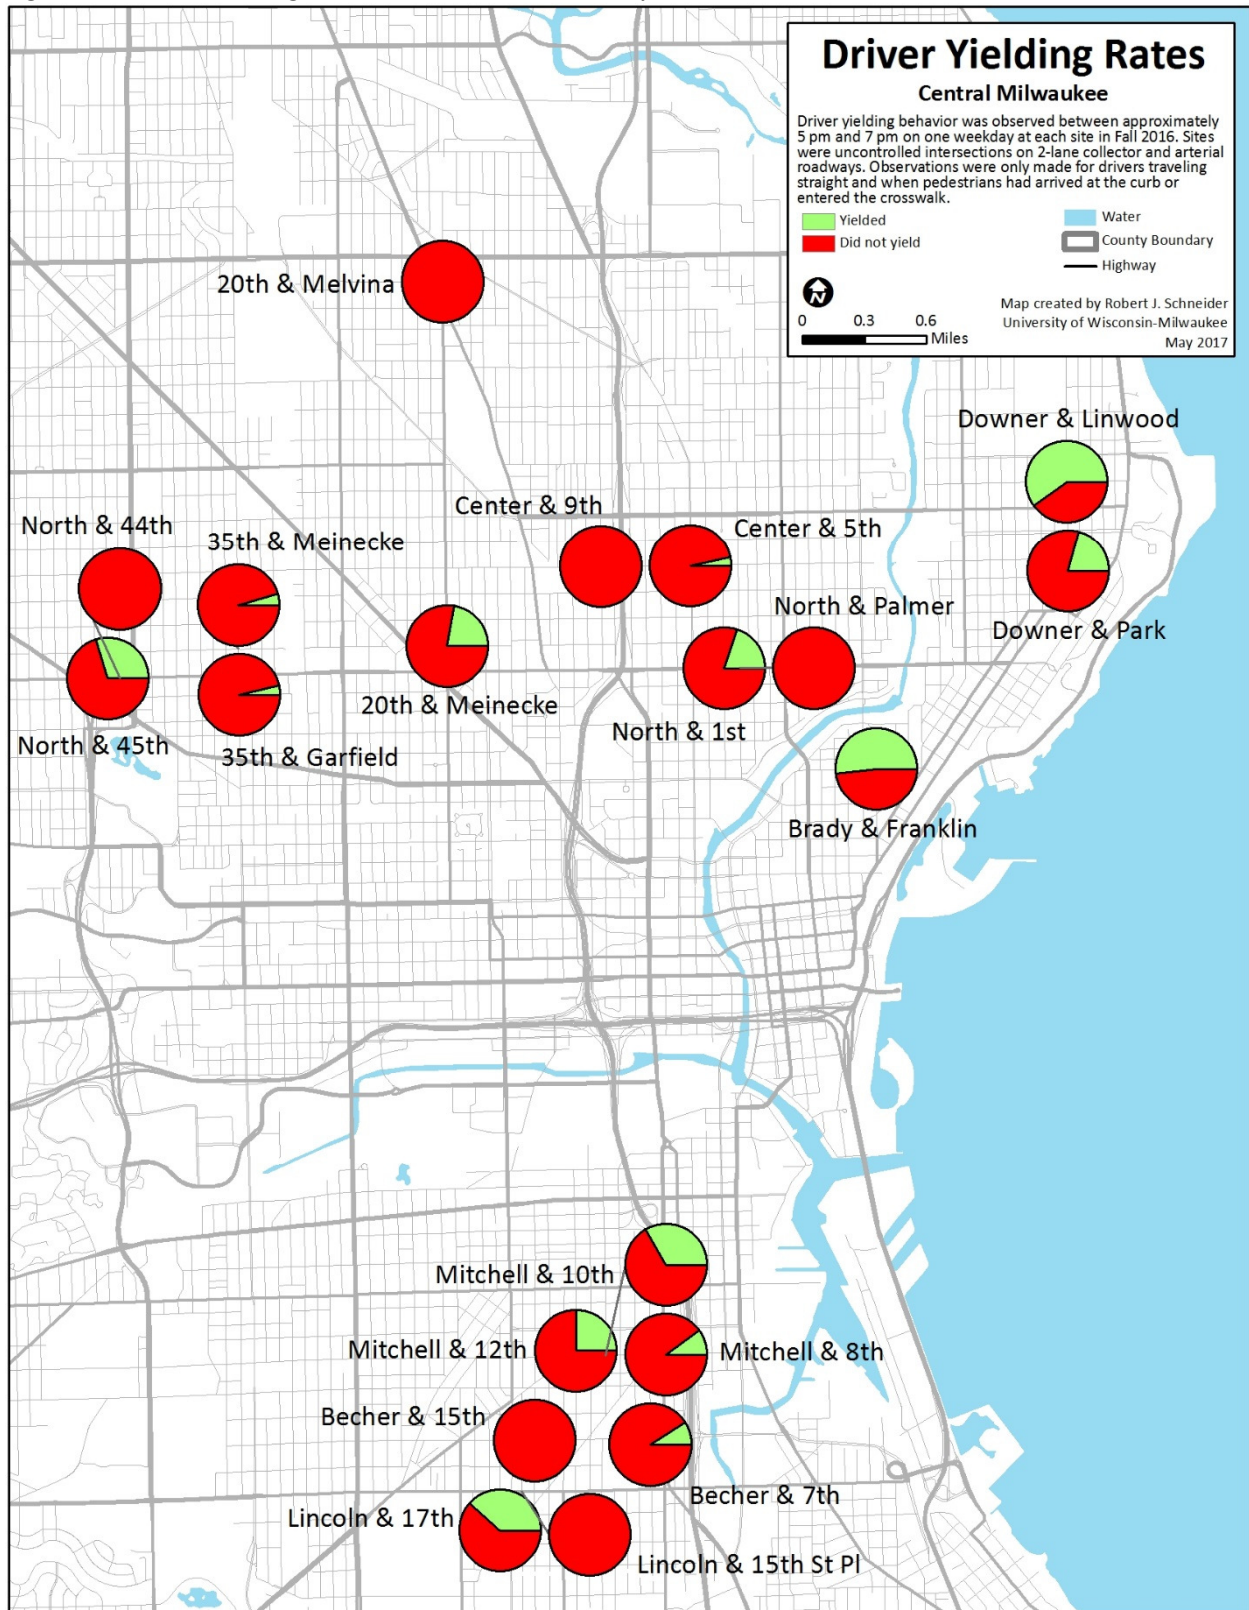 Driver Yielding Rates
Central Milwaukee
Driver yielding behavior was observed between approximately
5 pm and 7 pm on one weekday at each site in Fall 2016. Sites
were uncontrolled intersections on 2-lane collector and arterial
roadways. Observations were only made for drivers traveling
straight and when pedestrians had arrived at the curb or
entered the crosswalk.
Yielded
Did not yield
Water
County Boundary
Highway
N
0 0.3 0.6
Miles
Map created by Robert J. Schneider
University of Wisconsin-Milwaukee
May 2017
20th & Melvina
Downer & Linwood
Center & 9th
Center & 5th
North & 44th
35th & Meinecke
North & Palmer
Downer & Park
20th & Meinecke
North & 1st
North & 45th
35th & Garfield
Brady & Franklin
Mitchell & 10th
Mitchell & 12th
Mitchell & 8th
Becher & 15th
Becher & 7th
Lincoln & 17th
Lincoln & 15th St Pl